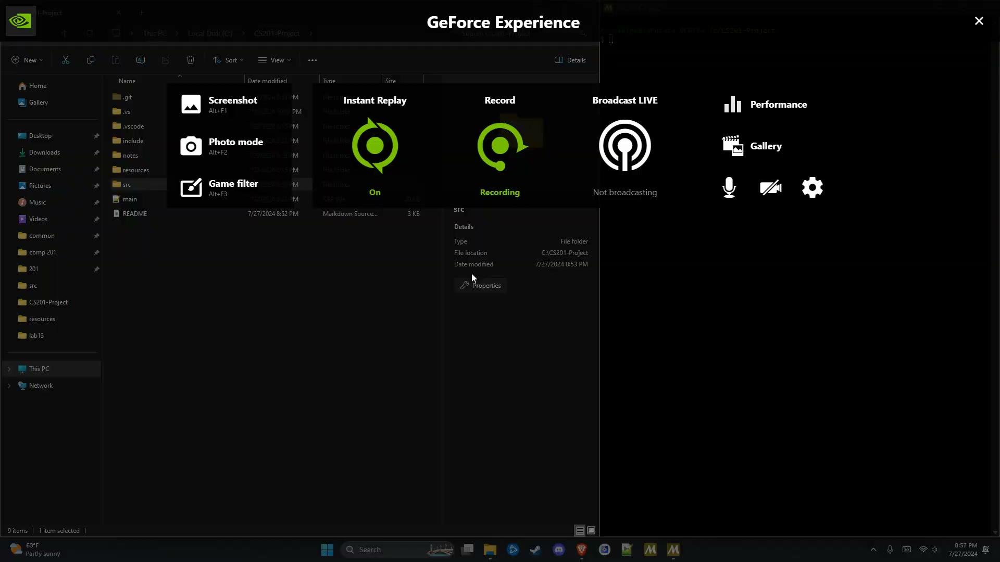 GeForce Experience
This PC
Local Disk (C:)
CS201-Project
New
Sort
View
Details
Home
Gallery
Desktop
Downloads
Documents
Pictures
Music
Videos
common
comp 201
201
src
CS201-Project
resources
lab13
This PC
Network
Name
Date modified
Type
Size
.git
.vs
PM
.vscode
include
notes
resources
src
main
README
7/27/2024 8:52 PM
Markdown Source...
3 KB
Screenshot
Alt+F1
Photo mode
Alt+F2
Game filter
Alt+F3
Instant Replay
On
Record
Recording
Broadcast LIVE
Not broadcasting
Performance
Gallery
src
Details
Type
File folder
File location
C:\CS201-Project
Date modified
7/27/2024 8:53 PM
Properties
9 items
1 item selected
63°F
Partly sunny
Search
8:57 PM
7/27/2024